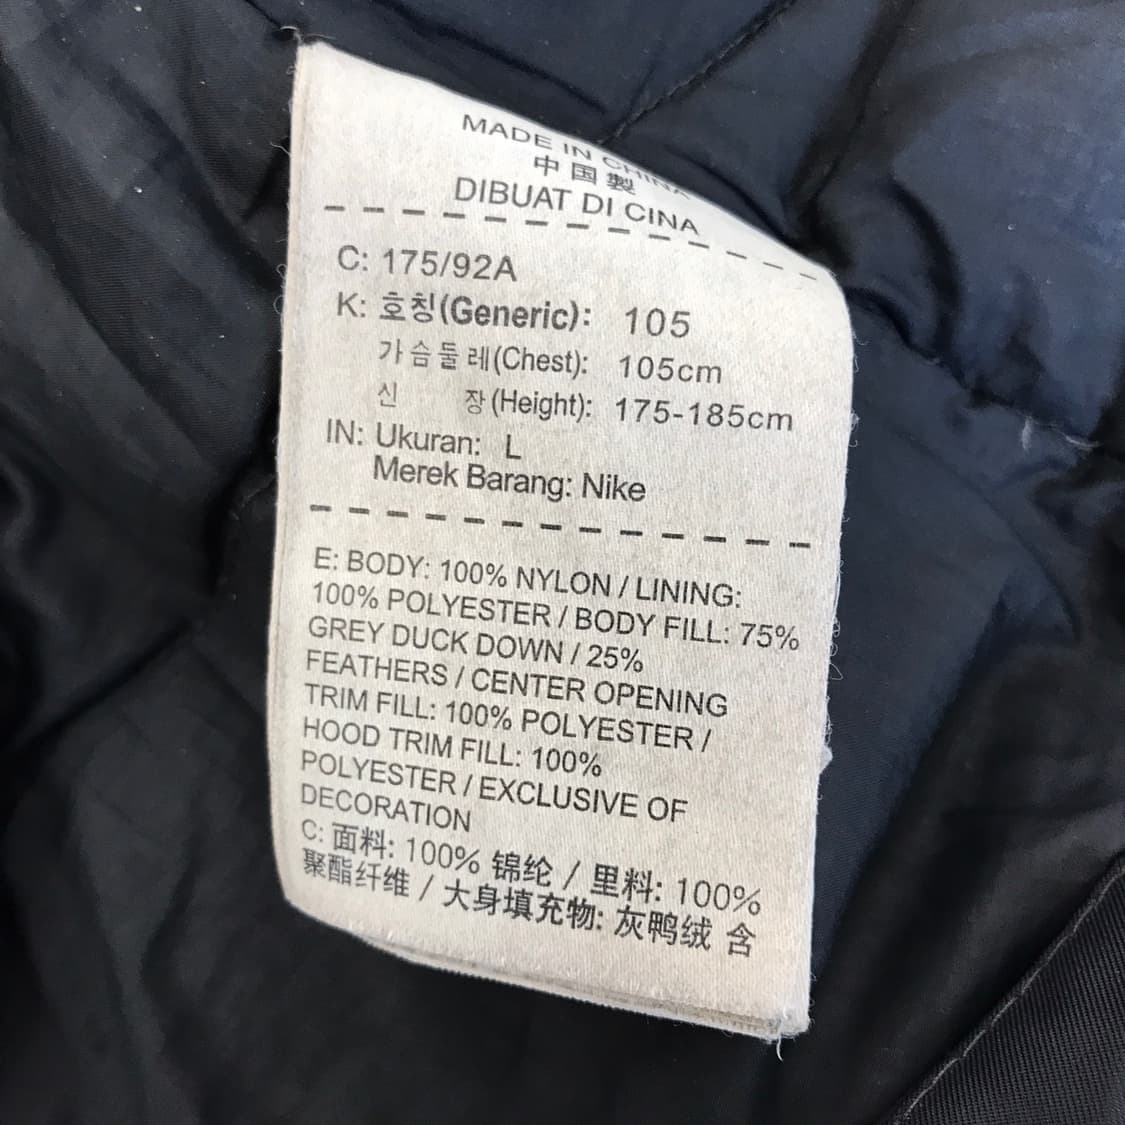 MADE IN CHINA
中国製
DIBUAT DI CINA
C: 175/92A
K: 호칭(Generic): 105
가슴둘레(Chest): 105cm
신 장(Height): 175-185cm
IN: Ukuran: L
Merek Barang: Nike
E: BODY: 100% NYLON / LINING:
100% POLYESTER / BODY FILL: 75%
GREY DUCK DOWN / 25%
FEATHERS / CENTER OPENING
TRIM FILL: 100% POLYESTER /
HOOD TRIM FILL: 100%
POLYESTER / EXCLUSIVE OF
DECORATION
C: 面料: 100% 锦纶 / 里料: 100%
聚酯纤维 / 大身填充物: 灰鸭绒 含